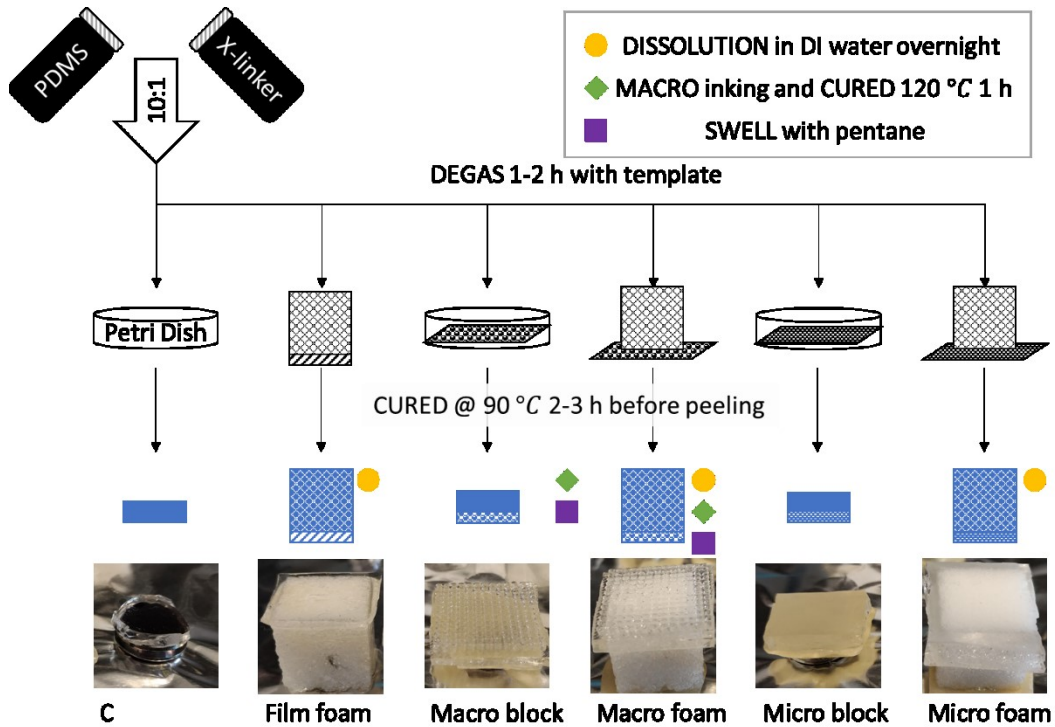 PDMS
X-linker
10:1
DISSOLUTION in DI water overnight
MACRO inking and CURED 120 °C 1 h
SWELL with pentane
DEGAS 1-2 h with template
Petri Dish
CURED @ 90 °C 2-3 h before peeling
C
Film foam
Macro block
Macro foam
Micro block
Micro foam